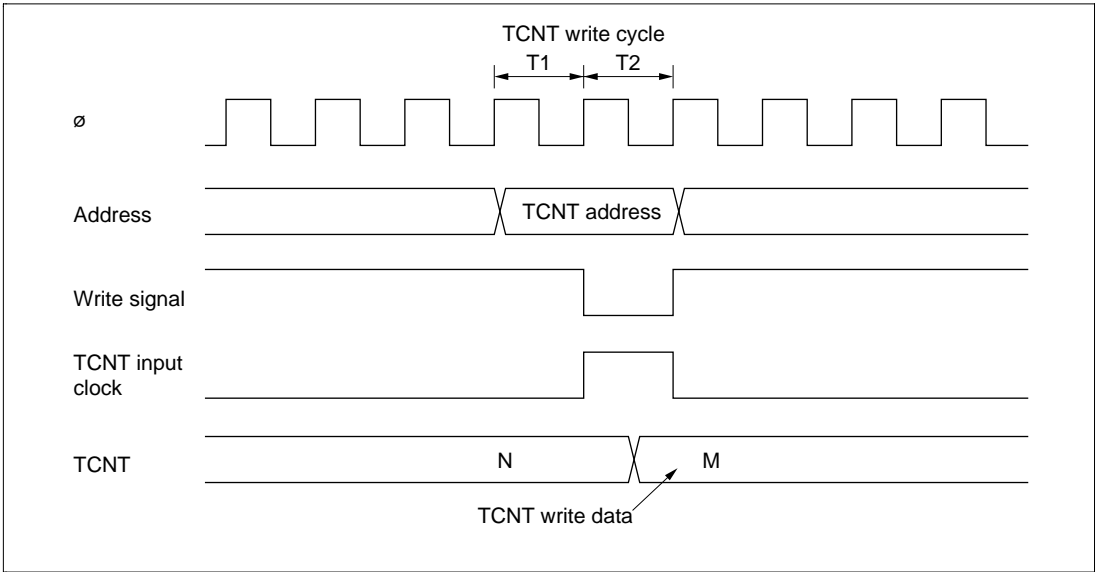 TCNT write cycle
T1 T2
ø
Address TCNT address
Write signal
TCNT input
clock
TCNT N M
TCNT write data